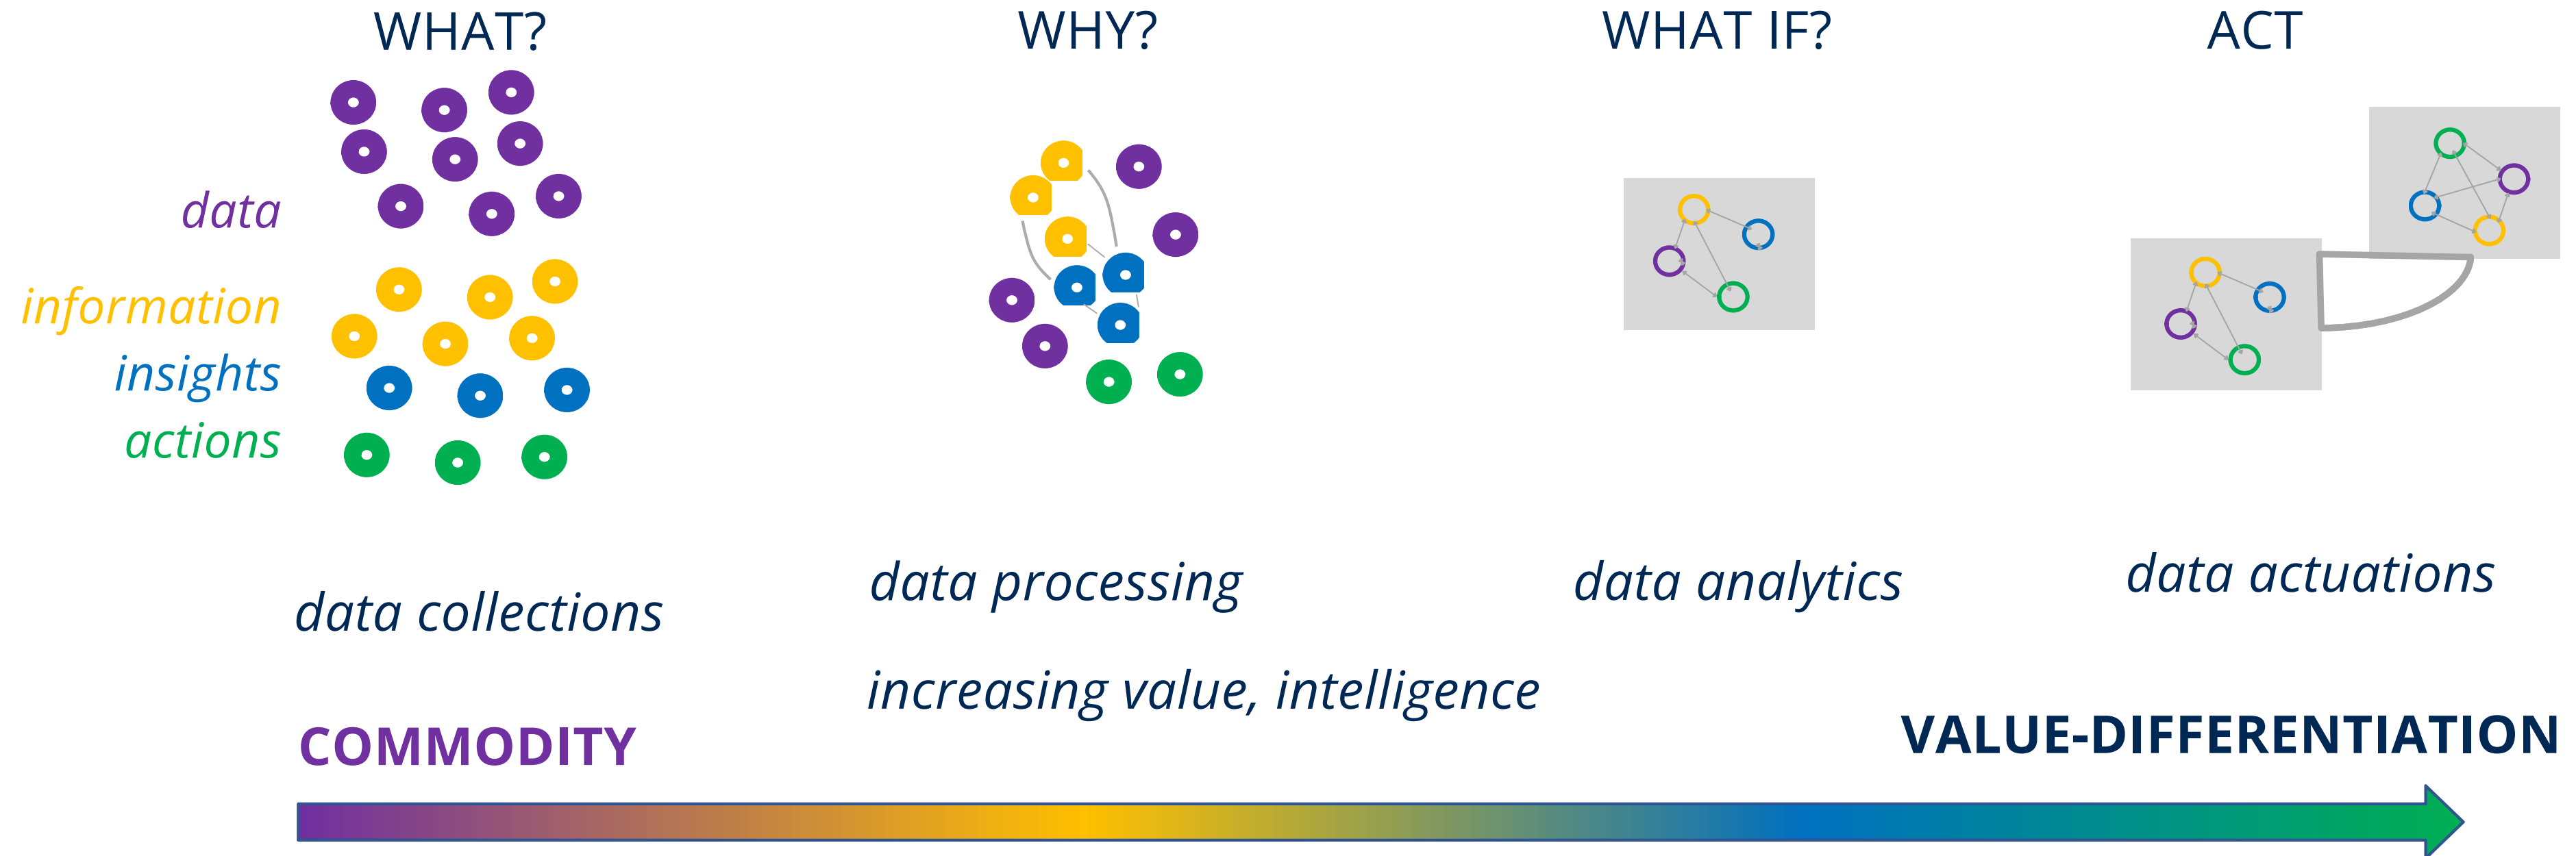 WHAT?
WHY?
WHAT IF?
ACT
data
information
insights
actions
data collections
data processing
data analytics
data actuations
increasing value, intelligence
COMMODITY
VALUE-DIFFERENTIATION